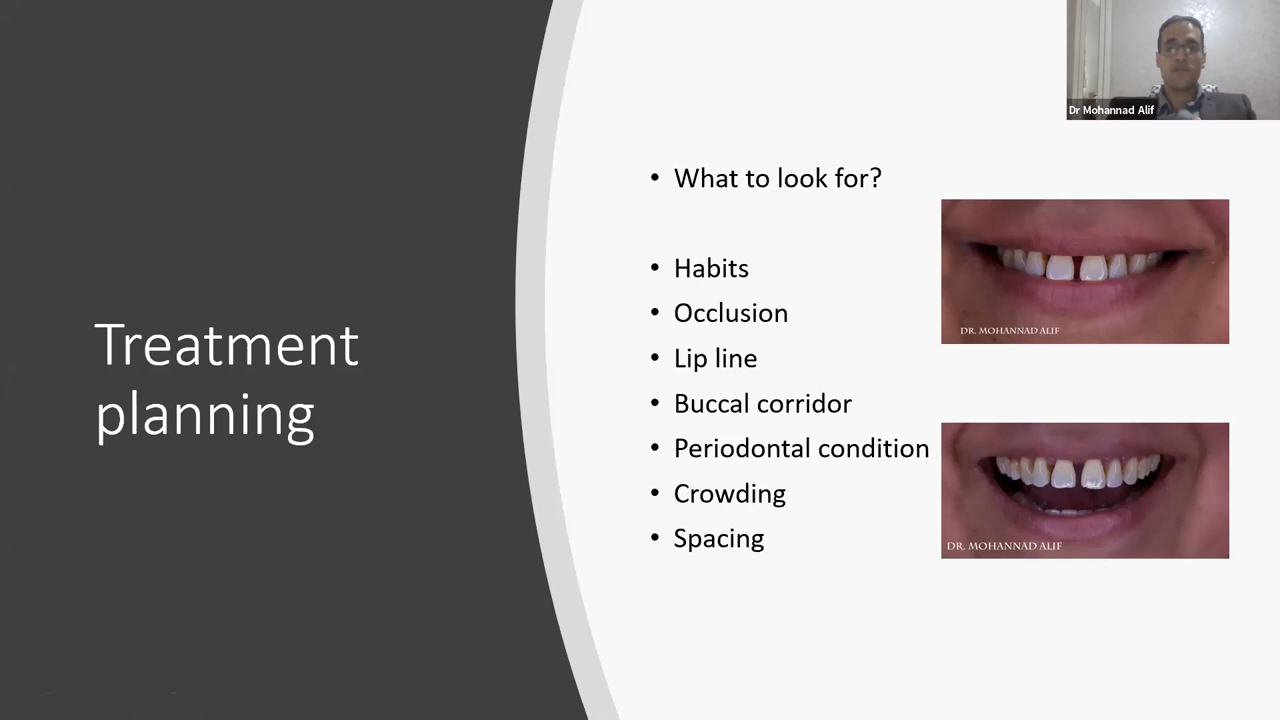 Dr Mohannad Alif
Treatment
planning
• What to look for?
• Habits
• Occlusion
• Lip line
• Buccal corridor
• Periodontal condition
• Crowding
• Spacing
DR. MOHANNAD ALIF
DR. MOHANNAD ALIF